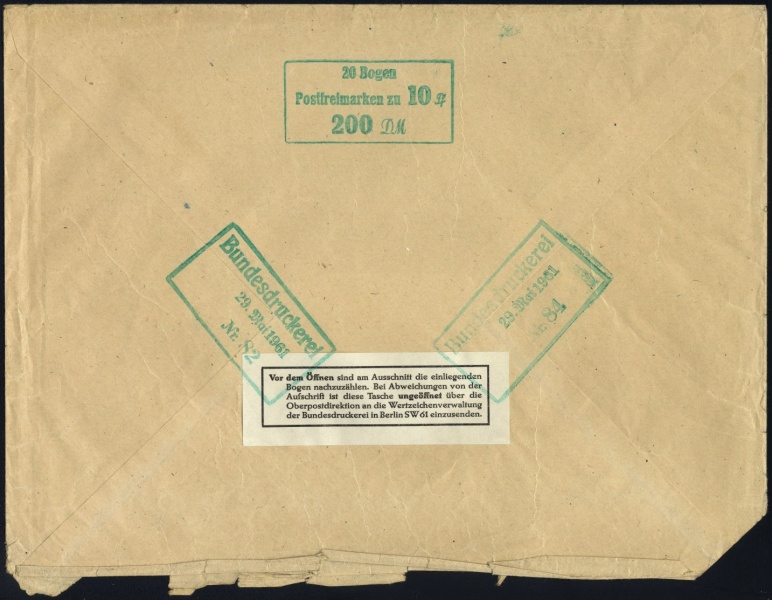 20 Bogen
Postfreimarken zu 10 ₰
200 DM
Bundesdruckerei
29. Mai 1961
Nr. 82
Bundesdruckerei
29. Mai 1961
Nr. 84
Vor dem Öffnen sind am Ausschnitt die einliegenden
Bogen nachzuzählen. Bei Abweichungen von der
Aufschrift ist diese Tasche ungeöffnet über die
Oberpostdirektion an die Wertzeichenverwaltung
der Bundesdruckerei in Berlin SW 61 einzusenden.